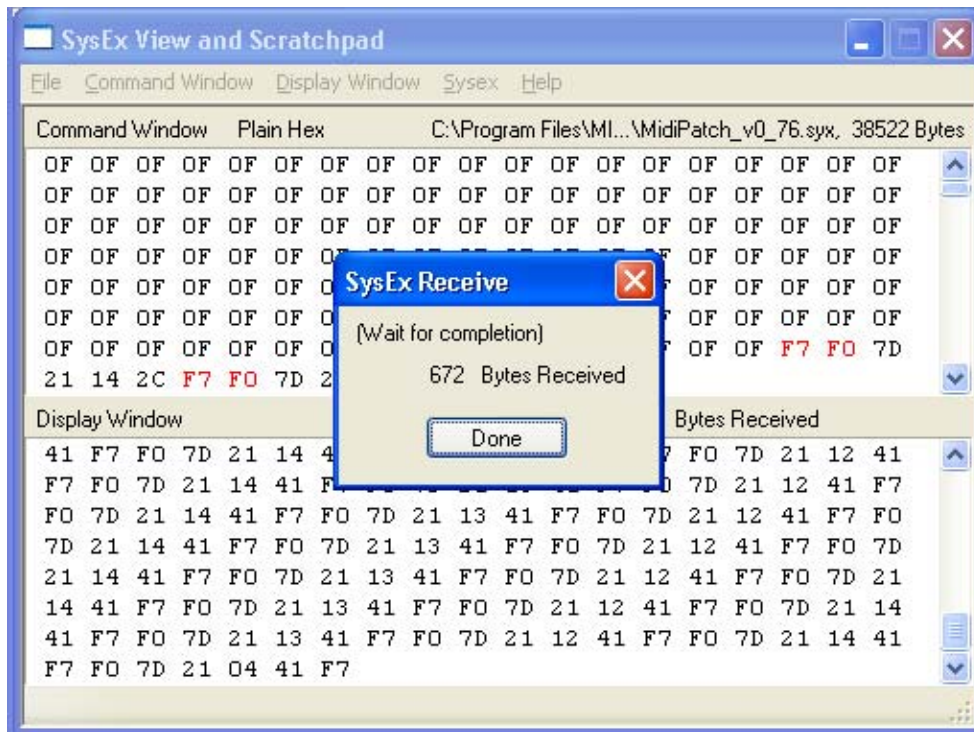 SysEx View and Scratchpad
File Command Window Display Window Sysex Help
Command Window Plain Hex C:\Program Files\MI...\MidiPatch_v0_76.syx, 38522 Bytes
0F 0F 0F 0F 0F 0F 0F 0F 0F 0F 0F 0F 0F 0F 0F 0F 0F 0F 0F
0F 0F 0F 0F 0F 0F 0F 0F 0F 0F 0F 0F 0F 0F 0F 0F 0F 0F 0F
0F 0F 0F 0F 0F 0F 0F 0F 0F 0F 0F 0F 0F 0F 0F 0F 0F 0F 0F
0F 0F 0F 0F 0F 0F 0F 0F 0F 0F
0F 0F 0F 0F 0F 0F 0F 0F 0F 0F
0F 0F 0F 0F 0F 0F 0F 0F 0F 0F
0F 0F 0F 0F 0F 0F 0F F7 F0 7D
21 14 2C F7 F0 7D
SysEx Receive
(Wait for completion)
672 Bytes Received
Done
Display Window Bytes Received
41 F7 F0 7D 21 14 F0 7D 21 12 41
F7 F0 7D 21 14 41 7D 21 12 41 F7
F0 7D 21 14 41 F7 F0 7D 21 13 41 F7 F0 7D 21 12 41 F7 F0
7D 21 14 41 F7 F0 7D 21 13 41 F7 F0 7D 21 12 41 F7 F0 7D
21 14 41 F7 F0 7D 21 13 41 F7 F0 7D 21 12 41 F7 F0 7D 21
14 41 F7 F0 7D 21 13 41 F7 F0 7D 21 12 41 F7 F0 7D 21 14
41 F7 F0 7D 21 13 41 F7 F0 7D 21 12 41 F7 F0 7D 21 14 41
F7 F0 7D 21 04 41 F7